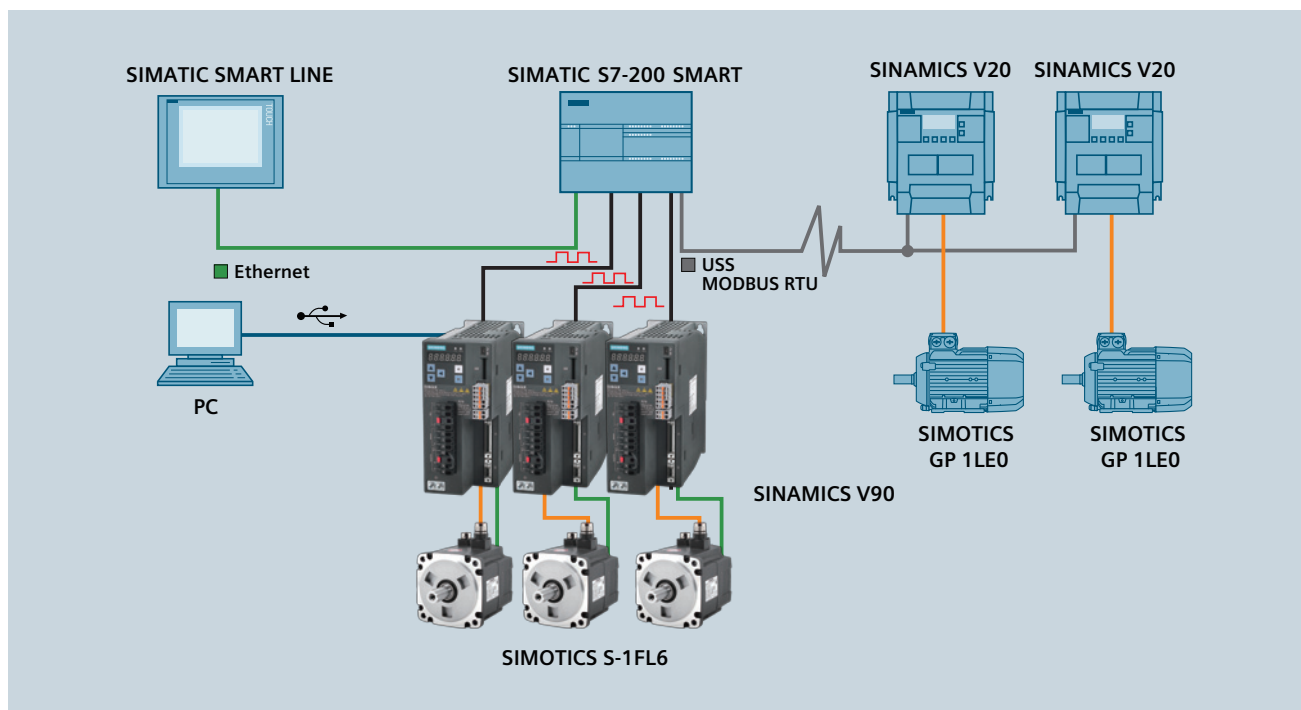 SIMATIC SMART LINE
SIMATIC S7-200 SMART
SINAMICS V20
SINAMICS V20
TOUCH
Ethernet
USS
MODBUS RTU
PC
SIMOTICS
GP 1LE0
SIMOTICS
GP 1LE0
SINAMICS V90
SIMOTICS S-1FL6